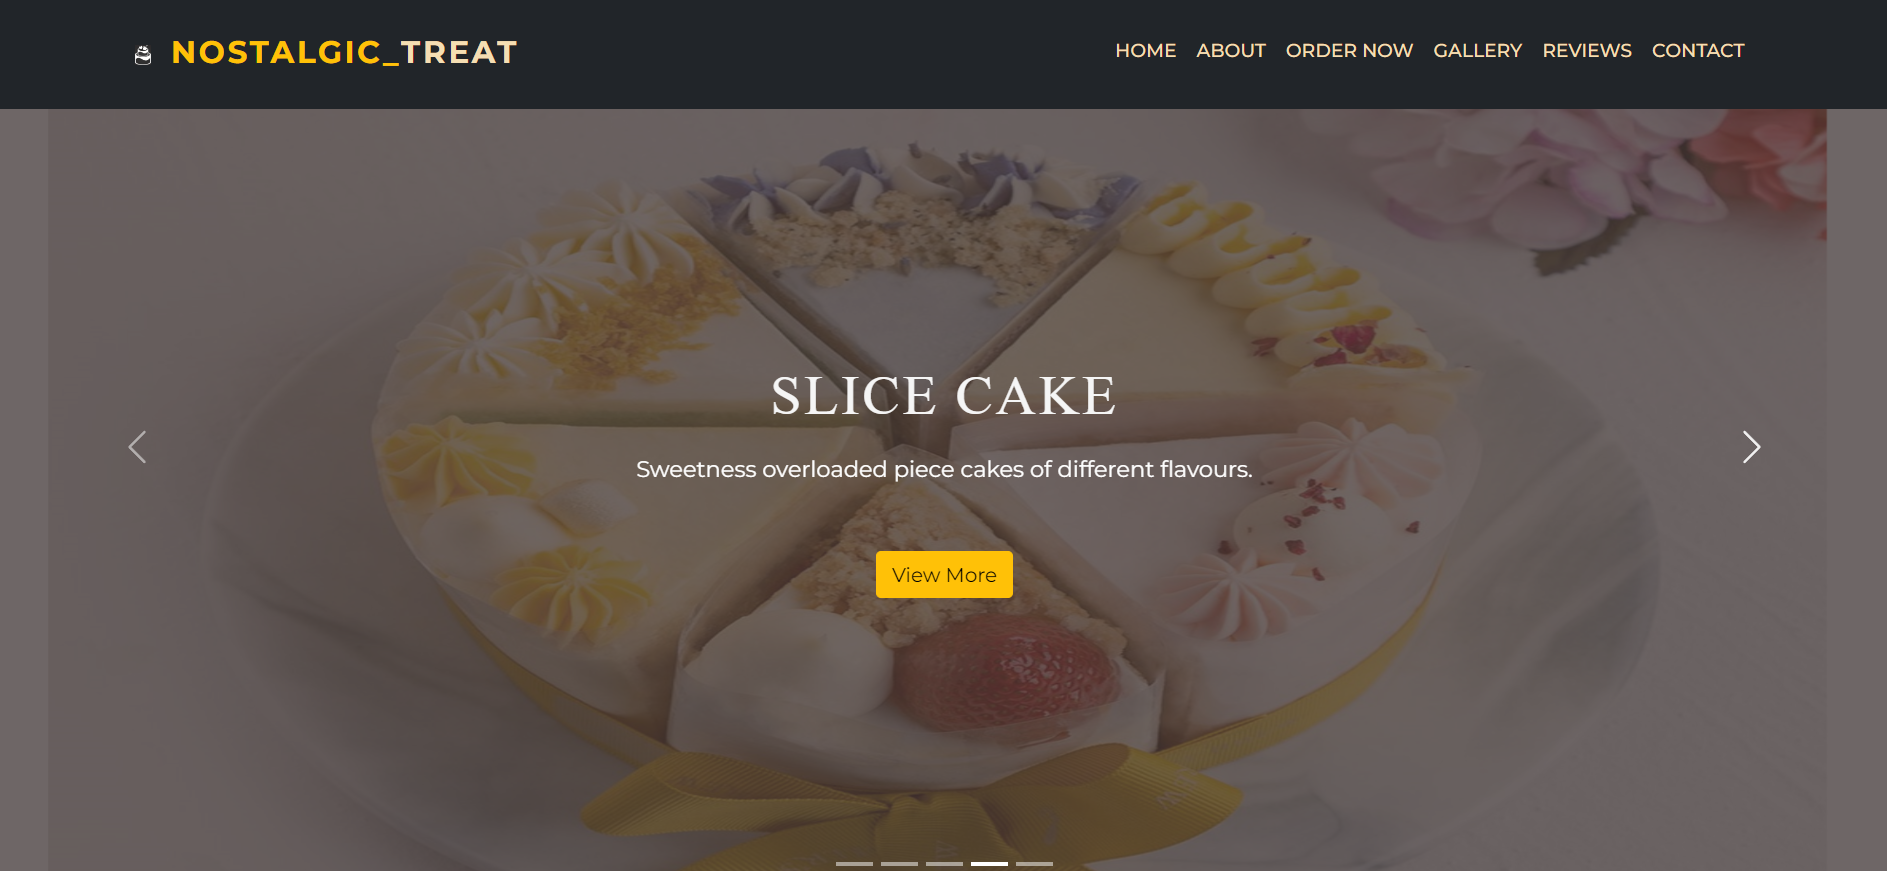 NOSTALGIC_TREAT
HOME ABOUT ORDER NOW GALLERY REVIEWS CONTACT
SLICE CAKE
Sweetness overloaded piece cakes of different flavours.
View More